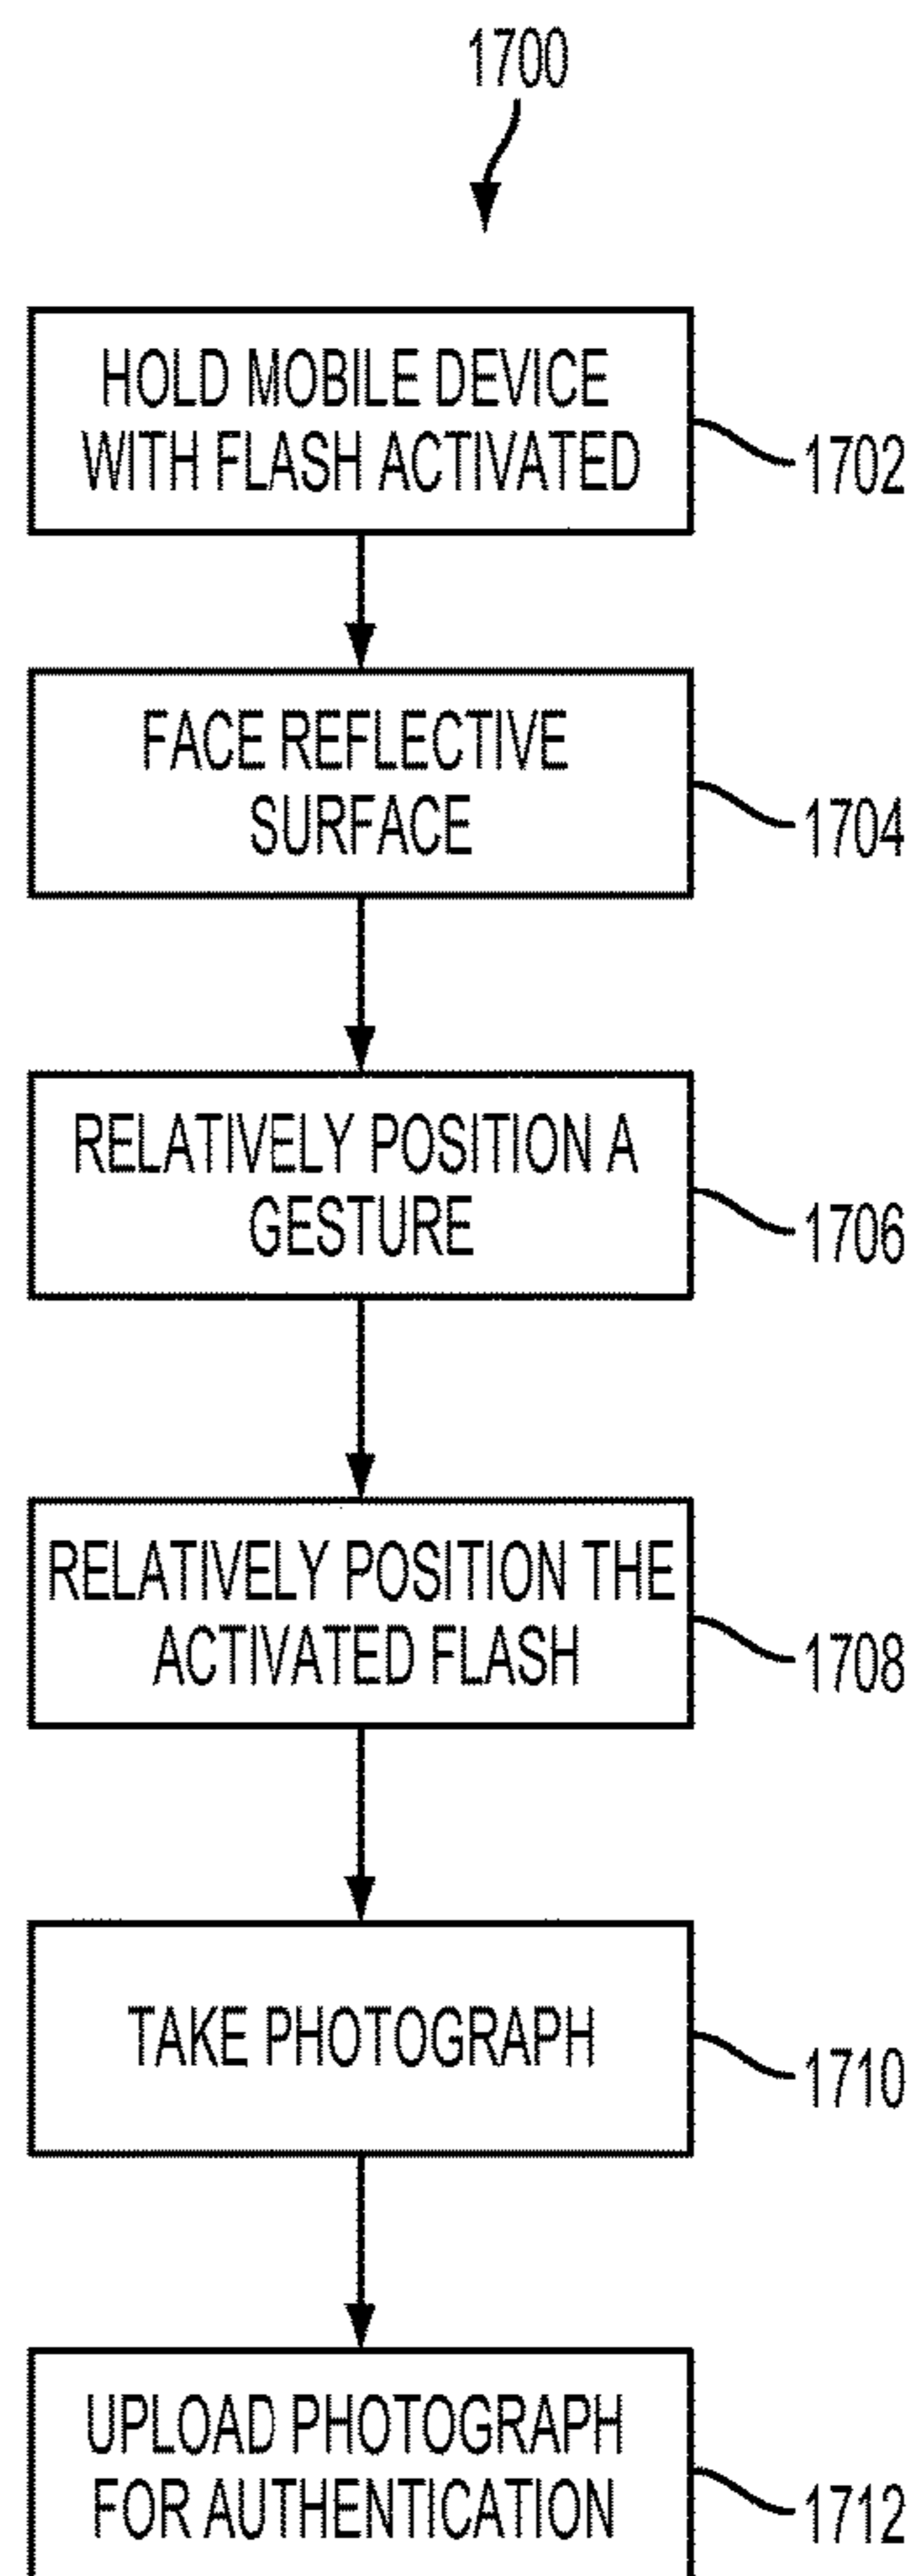 1700
HOLD MOBILE DEVICE
WITH FLASH ACTIVATED
1702
FACE REFLECTIVE
SURFACE
1704
RELATIVELY POSITION A
GESTURE
1706
RELATIVELY POSITION THE
ACTIVATED FLASH
1708
TAKE PHOTOGRAPH
1710
UPLOAD PHOTOGRAPH
FOR AUTHENTICATION
1712